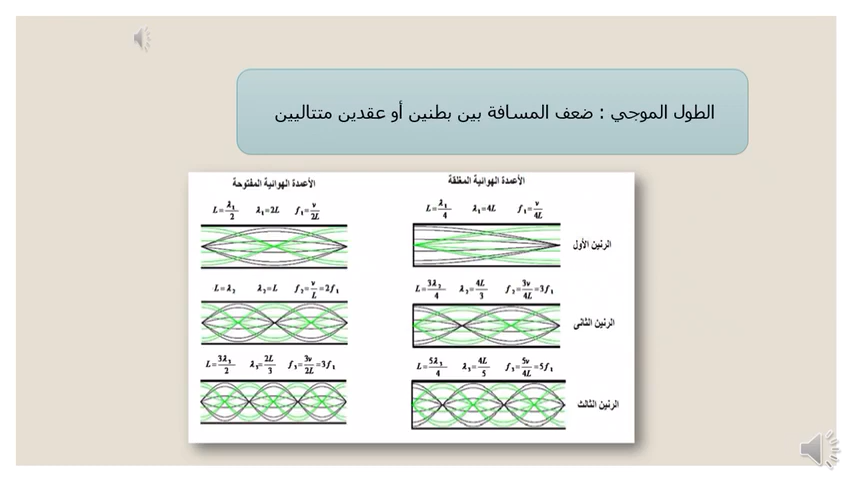 الطول الموجي : ضعف المسافة بين بطنين أو عقدين متتاليين
الأعمدة الهوائية المغلقة
الأعمدة الهوائية المفتوحة
L=λ₁/4 λ₁=4L f₁=v/4L
L=λ₁/2 λ₁=2L f₁=v/2L
الرنين الأول
L=3λ₂/4 λ₂=4L/3 f₂=3v/4L=3f₁
L=λ₂ λ₂=L f₂=v/L=2f₁
الرنين الثانى
L=5λ₃/4 λ₃=4L/5 f₃=5v/4L=5f₁
L=3λ₃/2 λ₃=2L/3 f₃=3v/2L=3f₁
الرنين الثالث